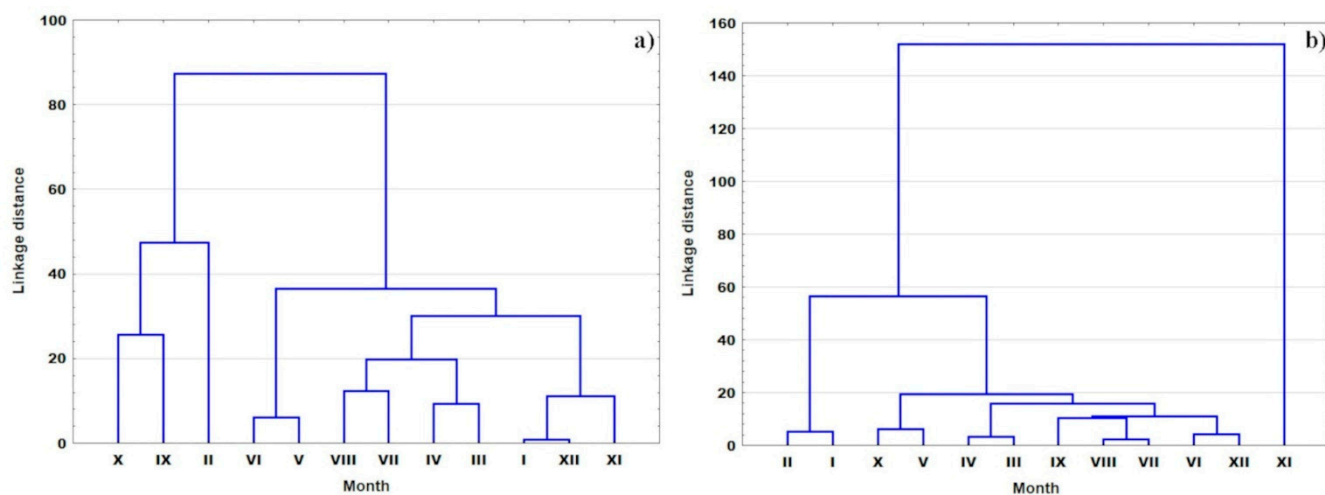 a)
100
80
60
40
20
0
Linkage distance
X IX II VI V VIII VII IV III I XII XI
Month
b)
160
140
120
100
80
60
40
20
0
Linkage distance
II I X V IV III IX VIII VII VI XII XI
Month